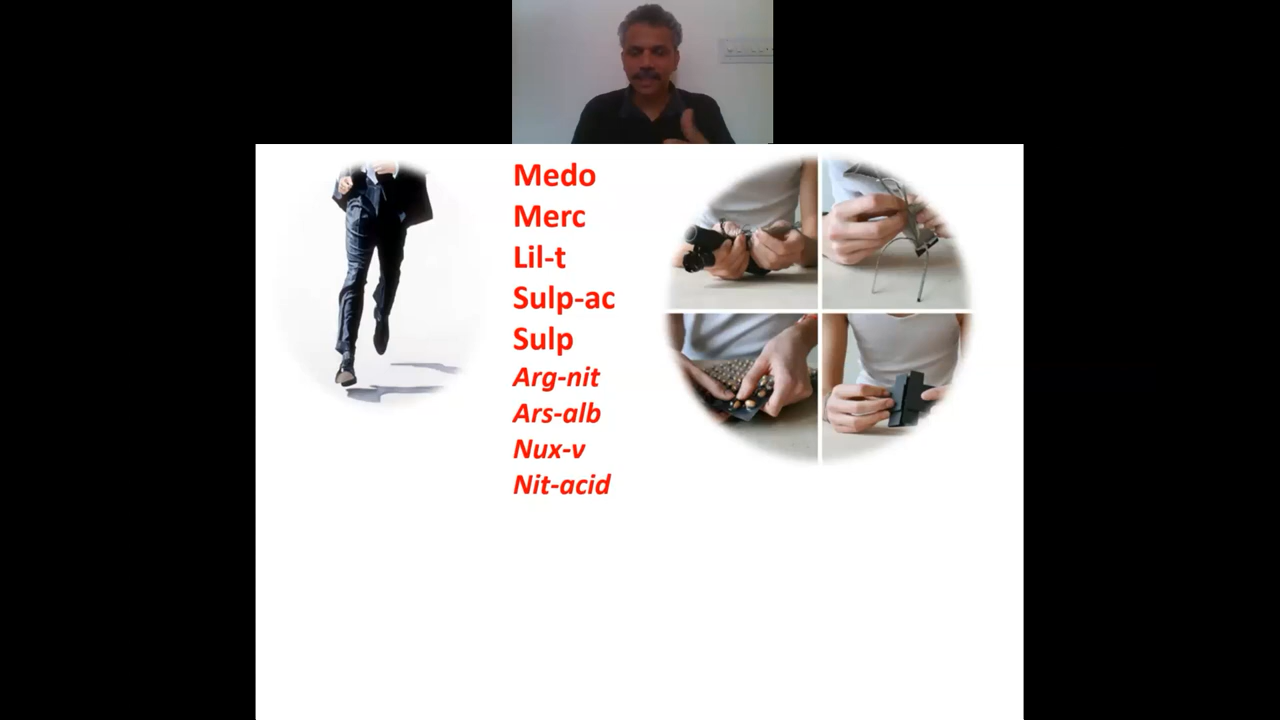 Medo
Merc
Lil-t
Sulp-ac
Sulp
Arg-nit
Ars-alb
Nux-v
Nit-acid